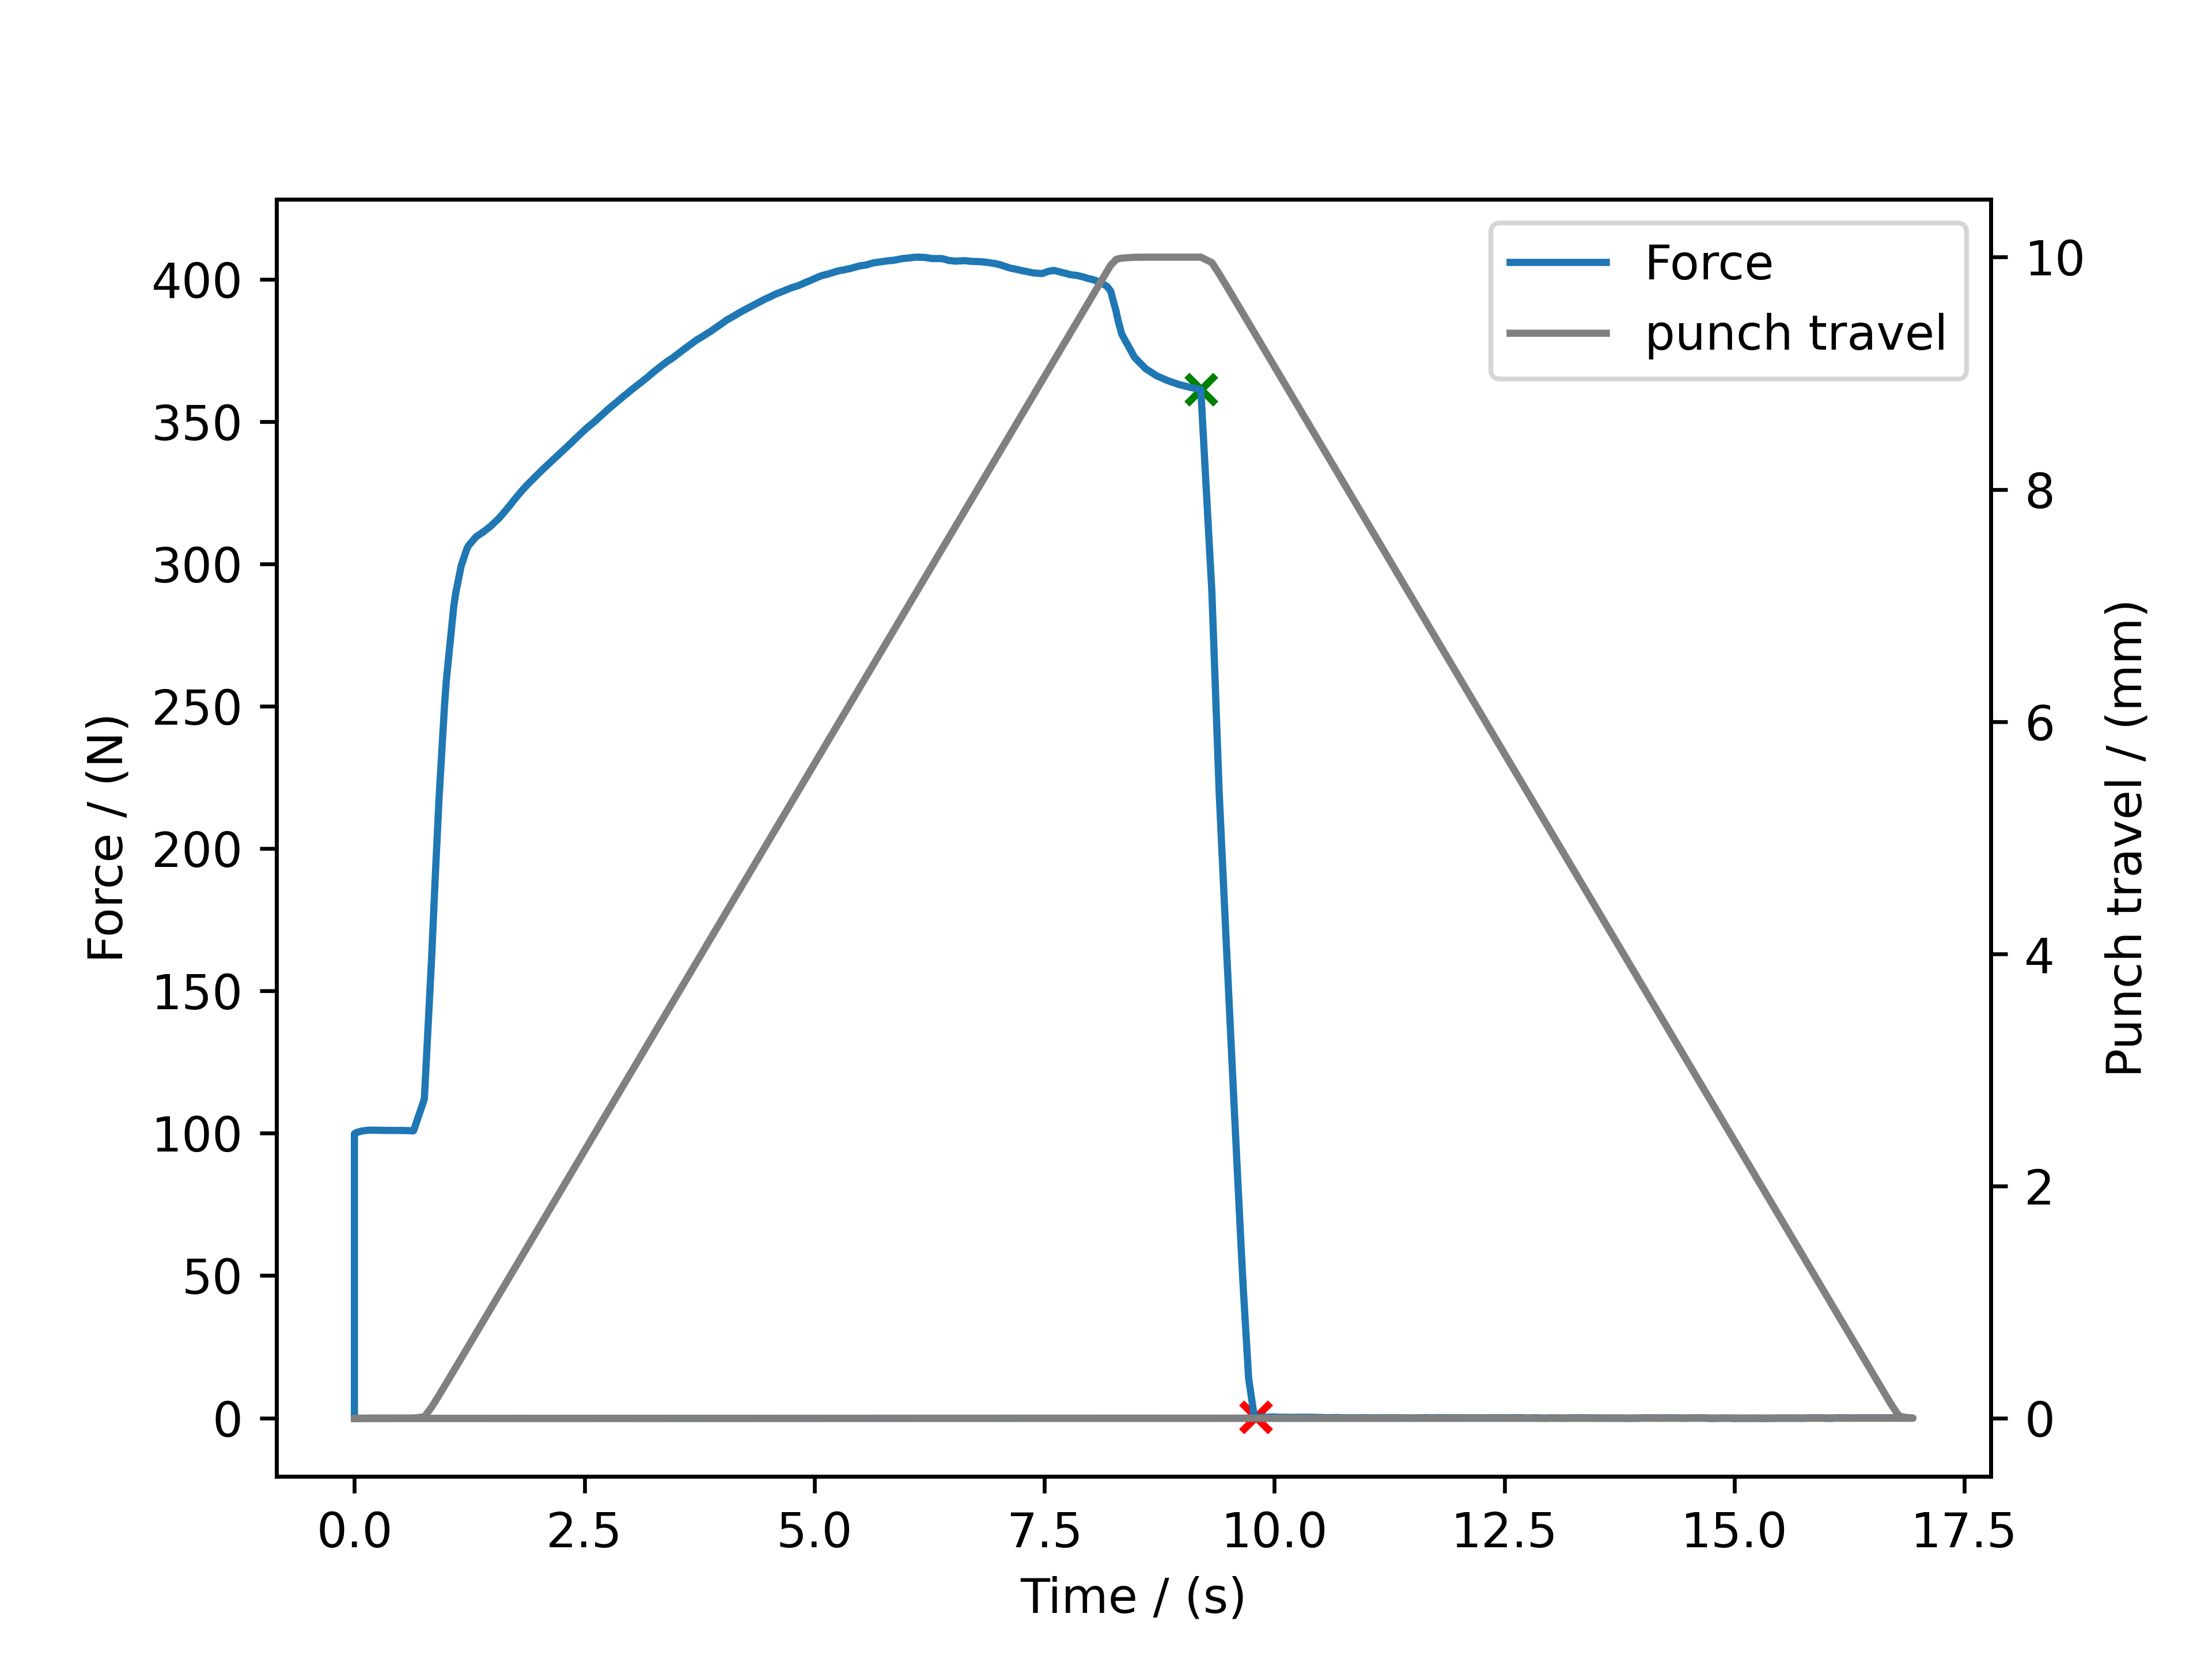 Force
punch travel
400
350
300
250
200
150
100
50
0
Force / (N)
10
8
6
4
2
0
Punch travel / (mm)
0.0 2.5 5.0 7.5 10.0 12.5 15.0 17.5
Time / (s)